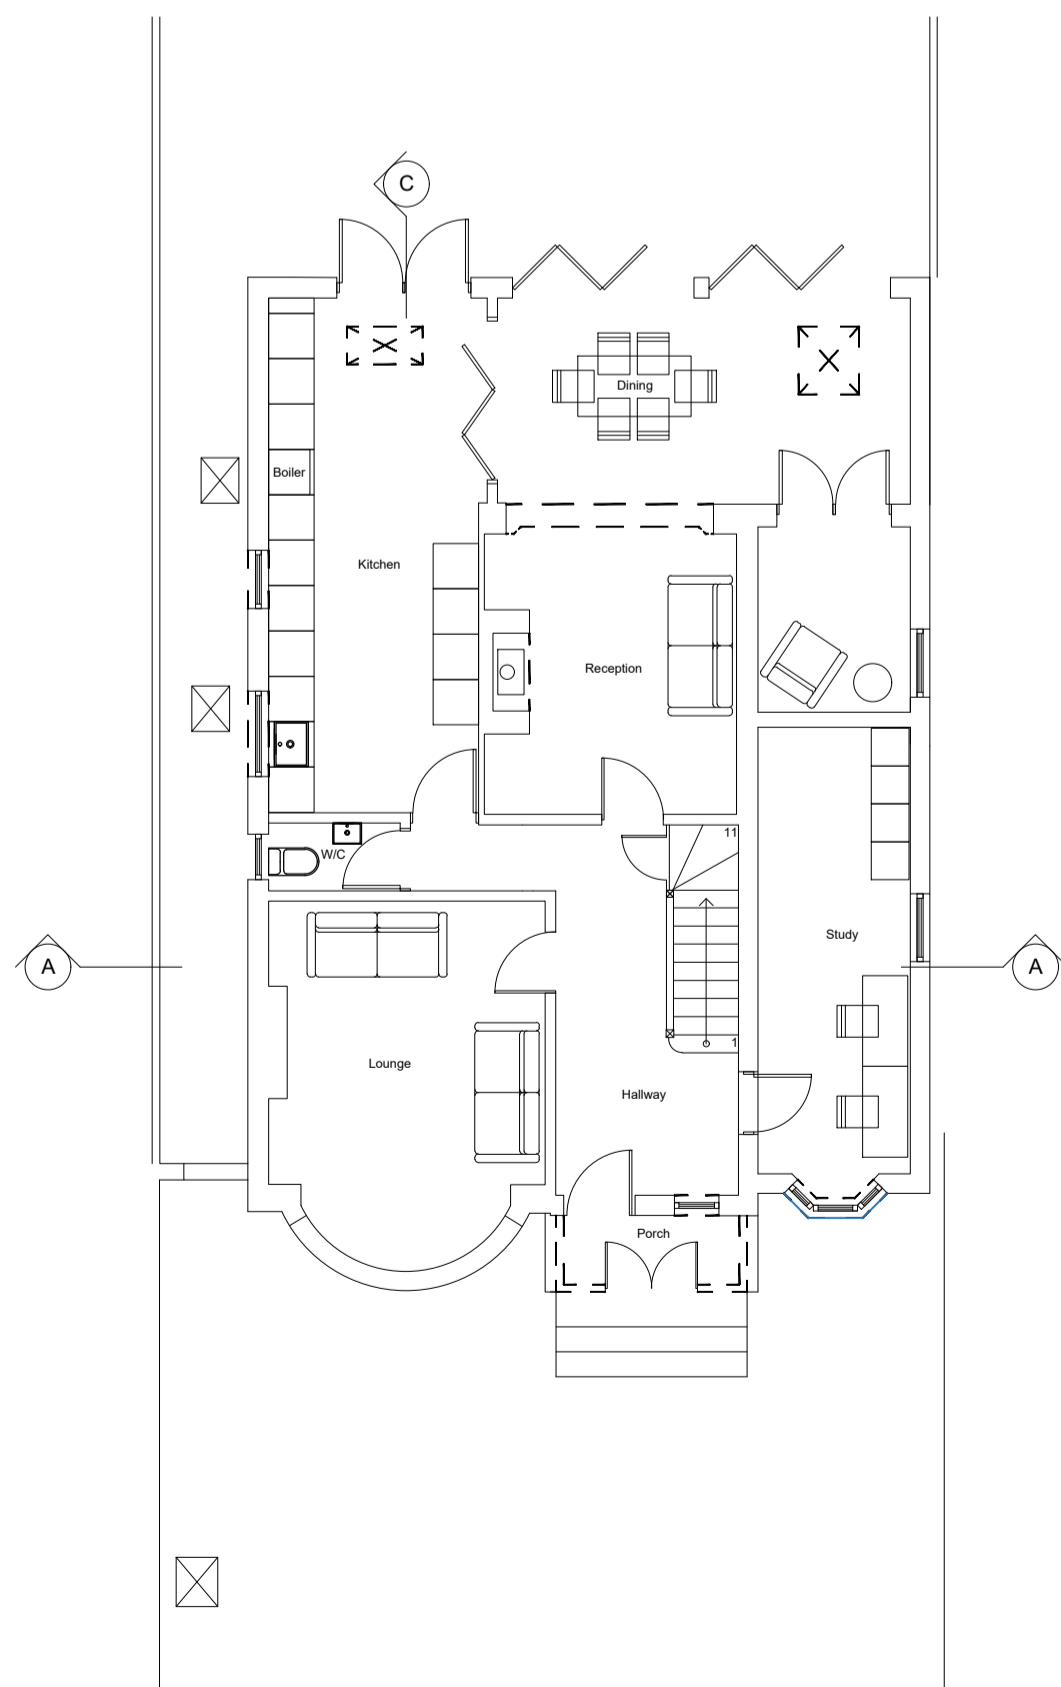 C
Dining
Boiler
Kitchen
Reception
11
W/C
Study
A
A
1
Lounge
Hallway
Porch